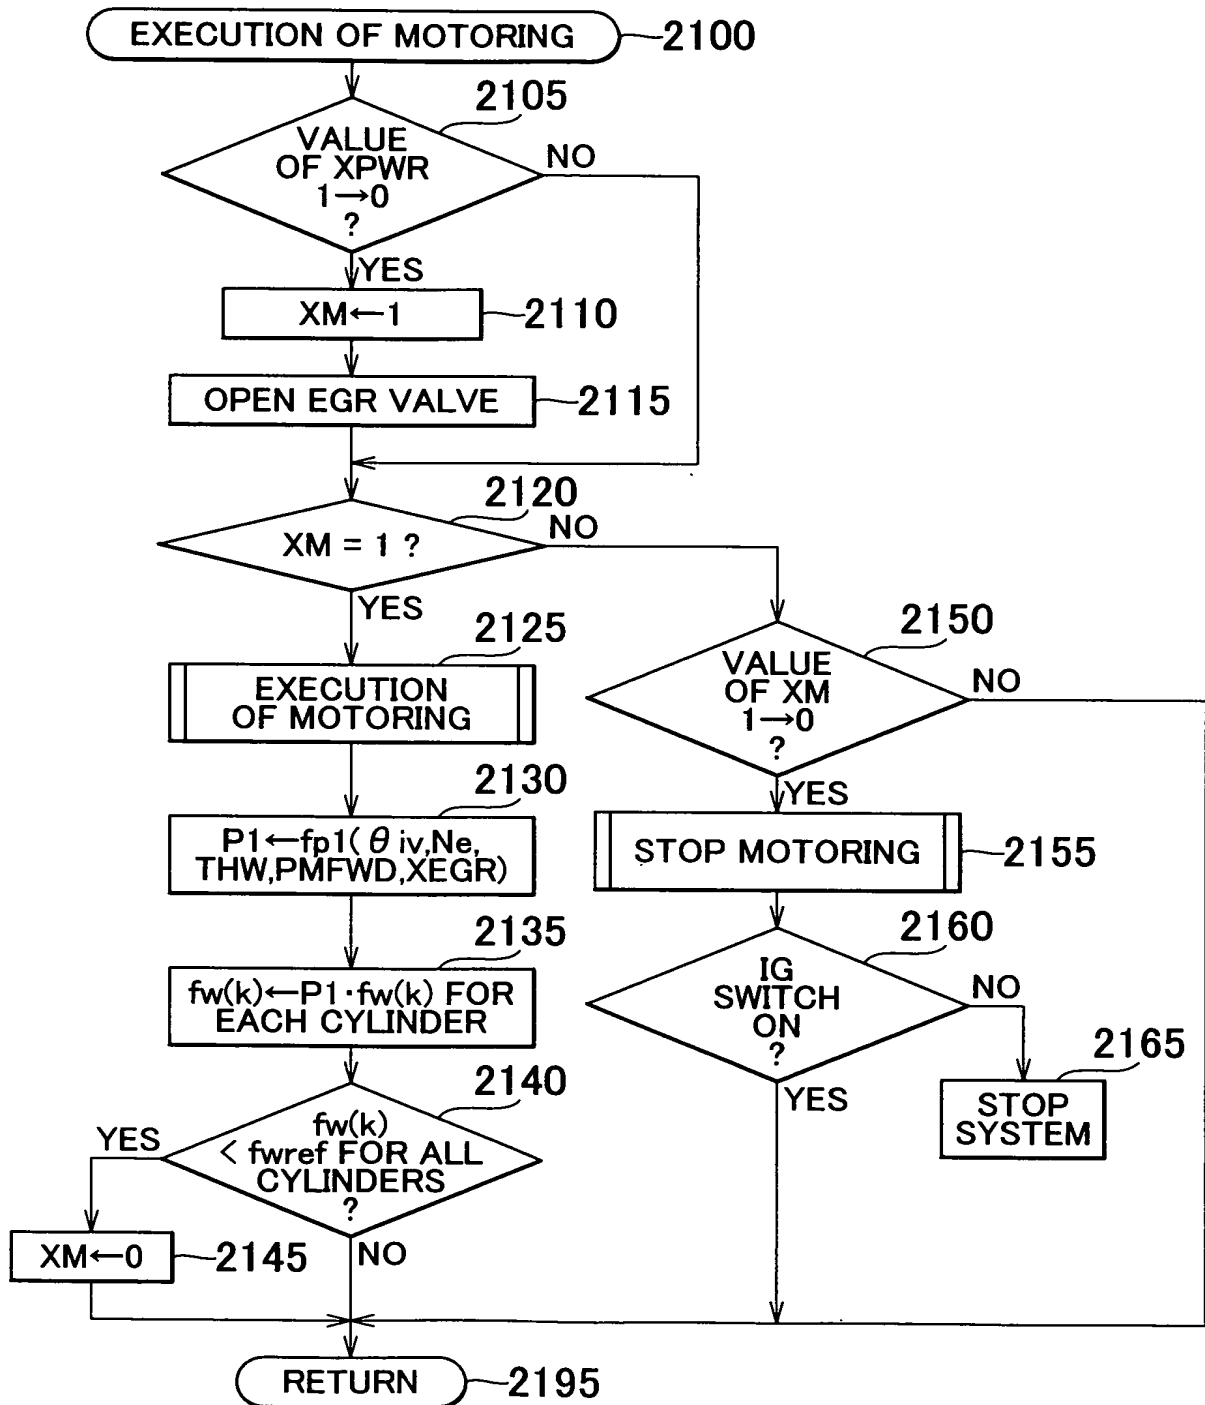 EXECUTION OF MOTORING
2100
2105
VALUE
OF XPWR
1→0
?
NO
YES
XM←1
2110
OPEN EGR VALVE
2115
2120
XM = 1 ?
NO
YES
2125
EXECUTION
OF MOTORING
2130
P1←fp1( θ iv,Ne,
THW,PMFWD,XEGR)
2135
fw(k)←P1·fw(k) FOR
EACH CYLINDER
2140
fw(k)
< fwref FOR ALL
CYLINDERS
?
YES
NO
XM←0
2145
2150
VALUE
OF XM
1→0
?
NO
YES
STOP MOTORING
2155
2160
IG
SWITCH
ON
?
NO
YES
2165
STOP
SYSTEM
RETURN
2195